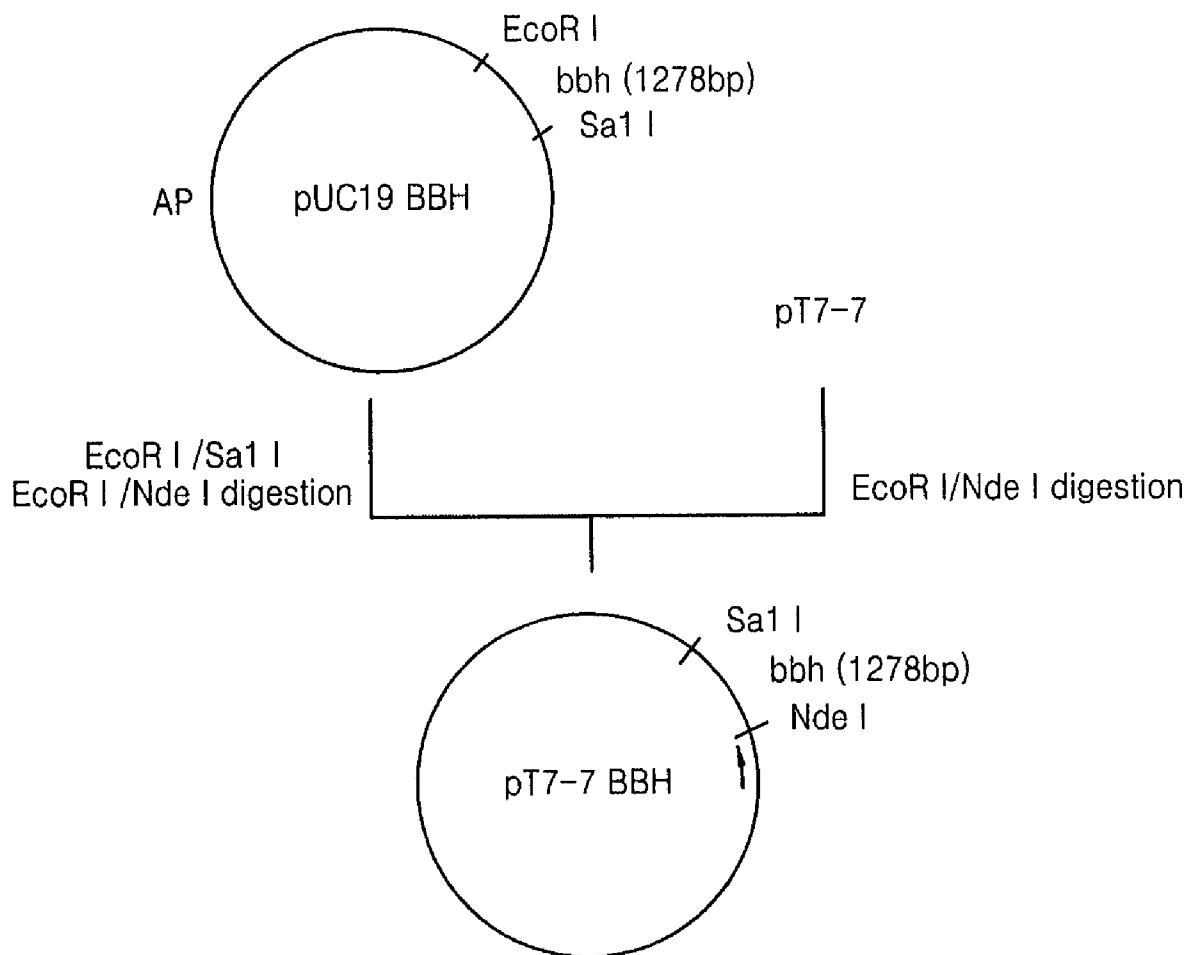 EcoR I
bbh (1278bp)
Sa1 I
AP
pUC19 BBH
pT7-7
EcoR I /Sa1 I
EcoR I /Nde I digestion
EcoR I/Nde I digestion
Sa1 I
bbh (1278bp)
Nde I
pT7-7 BBH